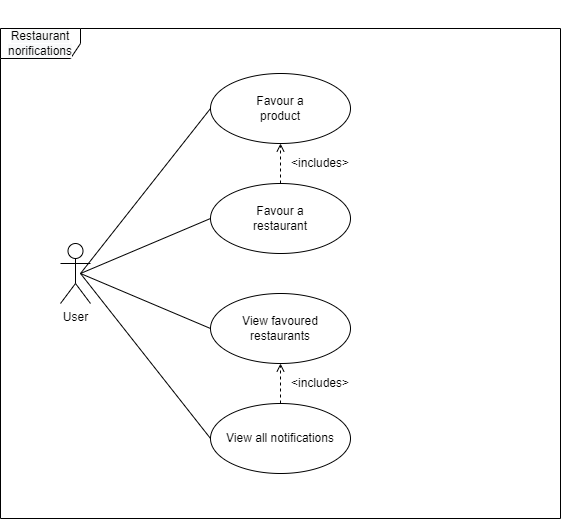 Restaurant
norifications
Favour a
product
<includes>
Favour a
restaurant
User
View favoured
restaurants
<includes>
View all notifications